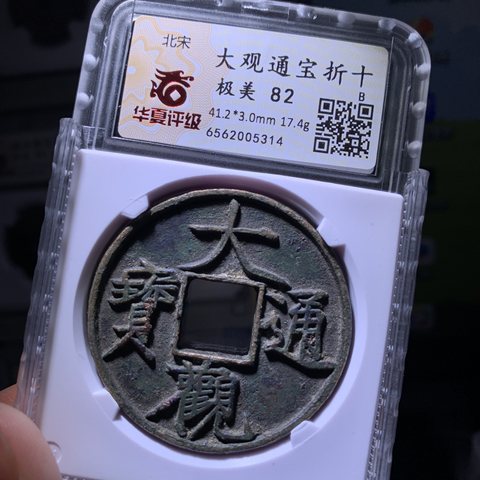 北宋
大观通宝折十
极美 82
B
华夏评级
41.2*3.0mm 17.4g
6562005314
大
觀
通
寶